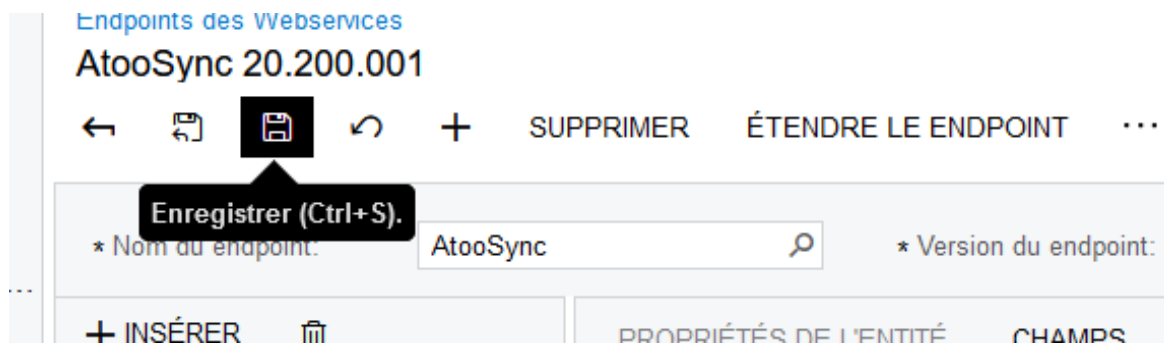 Endpoints des Webservices
AtooSync 20.200.001
SUPPRIMER ÉTENDRE LE ENDPOINT ...
Enregistrer (Ctrl+S).
* Nom du endpoint: AtooSync * Version du endpoint:
...
+ INSÉRER PROPRIÉTÉS DE L'ENTITÉ CHAMPS